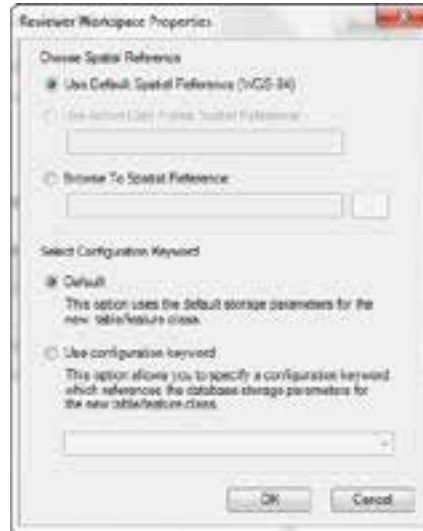 Reviewer Workspace Properties
Choose Spatial Reference
Use Default Spatial Reference (WGS-84)
Use Active Data Frame Spatial Reference
Browse To Spatial Reference
Select Configuration Keyword
Default
This option uses the default storage parameters for the
new table/feature class.
Use configuration keyword
This option allows you to specify a configuration keyword
which references the database storage parameters for
the new table/feature class.
OK
Cancel